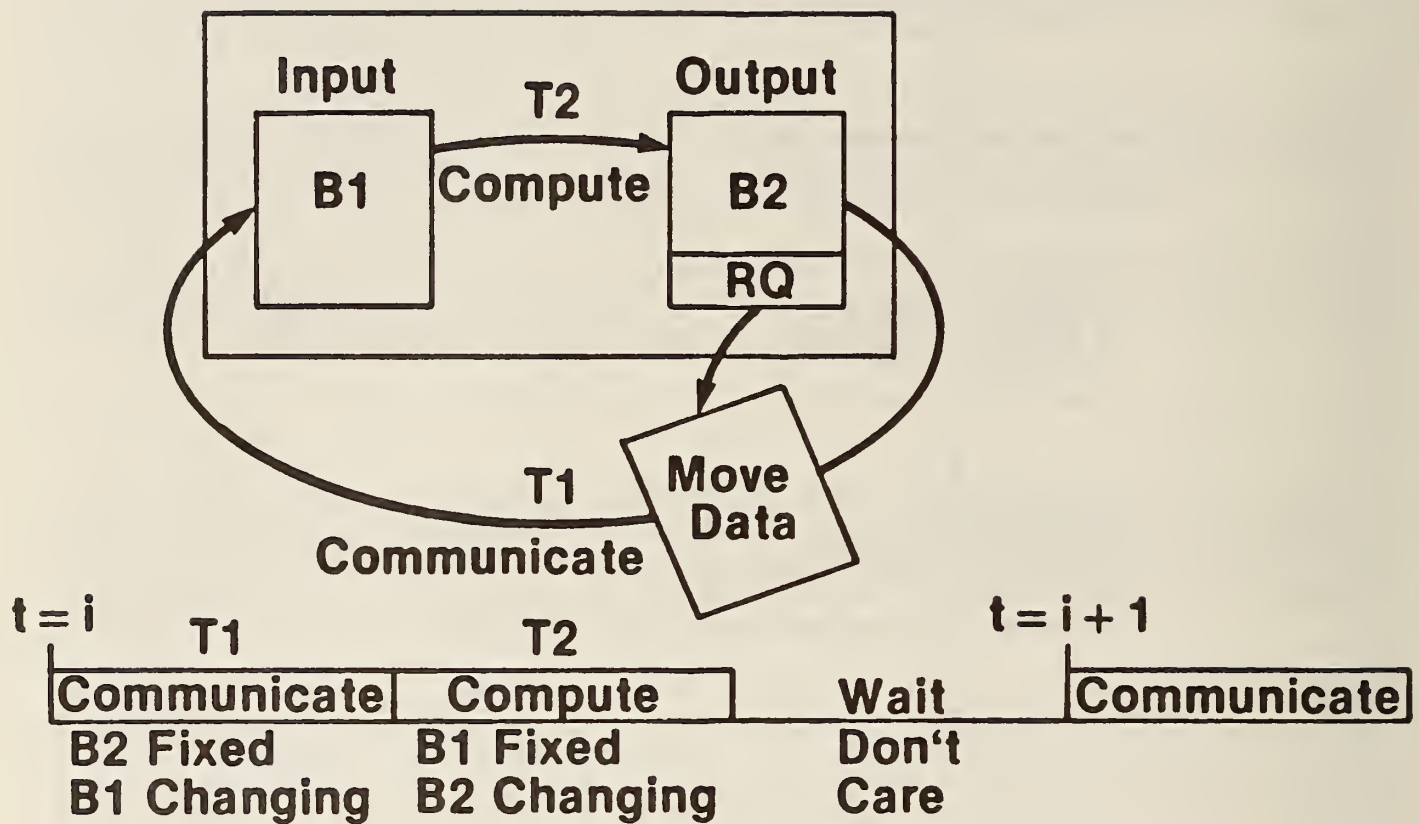 Input
Output
T2
B1
Compute
B2
RQ
T1
Move
Data
Communicate
t = i
T1
T2
t = i + 1
Communicate
Compute
Wait
Communicate
B2 Fixed
B1 Fixed
Don't
B1 Changing
B2 Changing
Care